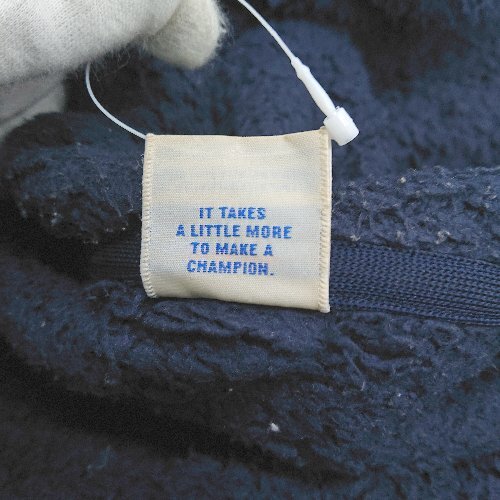 IT TAKES
A LITTLE MORE
TO MAKE A
CHAMPION.